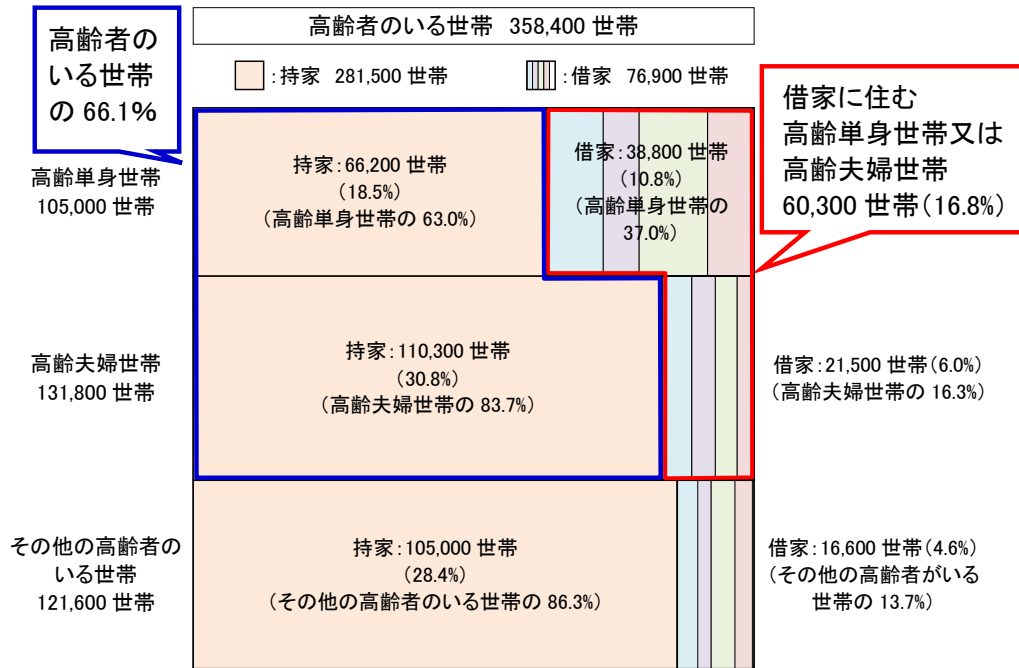 高齢者のいる世帯 358,400 世帯
：持家 281,500 世帯
：借家 76,900 世帯
高齢者の
いる世帯
の 66.1%
借家に住む
高齢単身世帯又は
高齢夫婦世帯
60,300 世帯（16.8%）
高齢単身世帯
105,000 世帯
持家：66,200 世帯
（18.5%）
（高齢単身世帯の 63.0%）
借家：38,800 世帯
（10.8%）
（高齢単身世帯の
37.0%）
高齢夫婦世帯
131,800 世帯
持家：110,300 世帯
（30.8%）
（高齢夫婦世帯の 83.7%）
借家：21,500 世帯（6.0%）
（高齢夫婦世帯の 16.3%）
その他の高齢者の
いる世帯
121,600 世帯
持家：105,000 世帯
（28.4%）
（その他の高齢者のいる世帯の 86.3%）
借家：16,600 世帯（4.6%）
（その他の高齢者がいる
世帯の 13.7%）